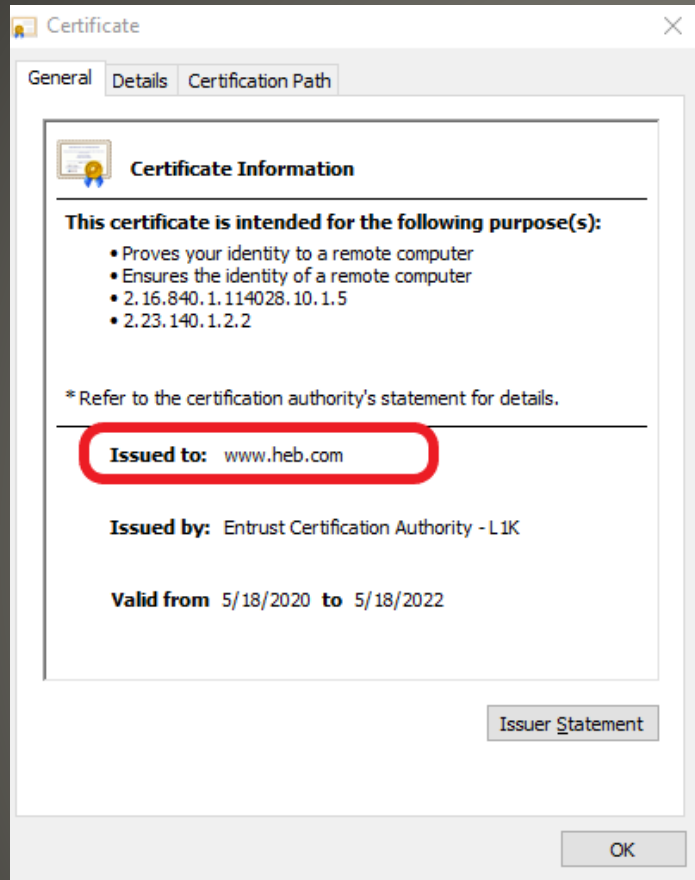 Certificate
General Details Certification Path
Certificate Information
This certificate is intended for the following purpose(s):
• Proves your identity to a remote computer
• Ensures the identity of a remote computer
• 2.16.840.1.114028.10.1.5
• 2.23.140.1.2.2
* Refer to the certification authority's statement for details.
Issued to: www.heb.com
Issued by: Entrust Certification Authority - L1K
Valid from 5/18/2020 to 5/18/2022
Issuer Statement
OK